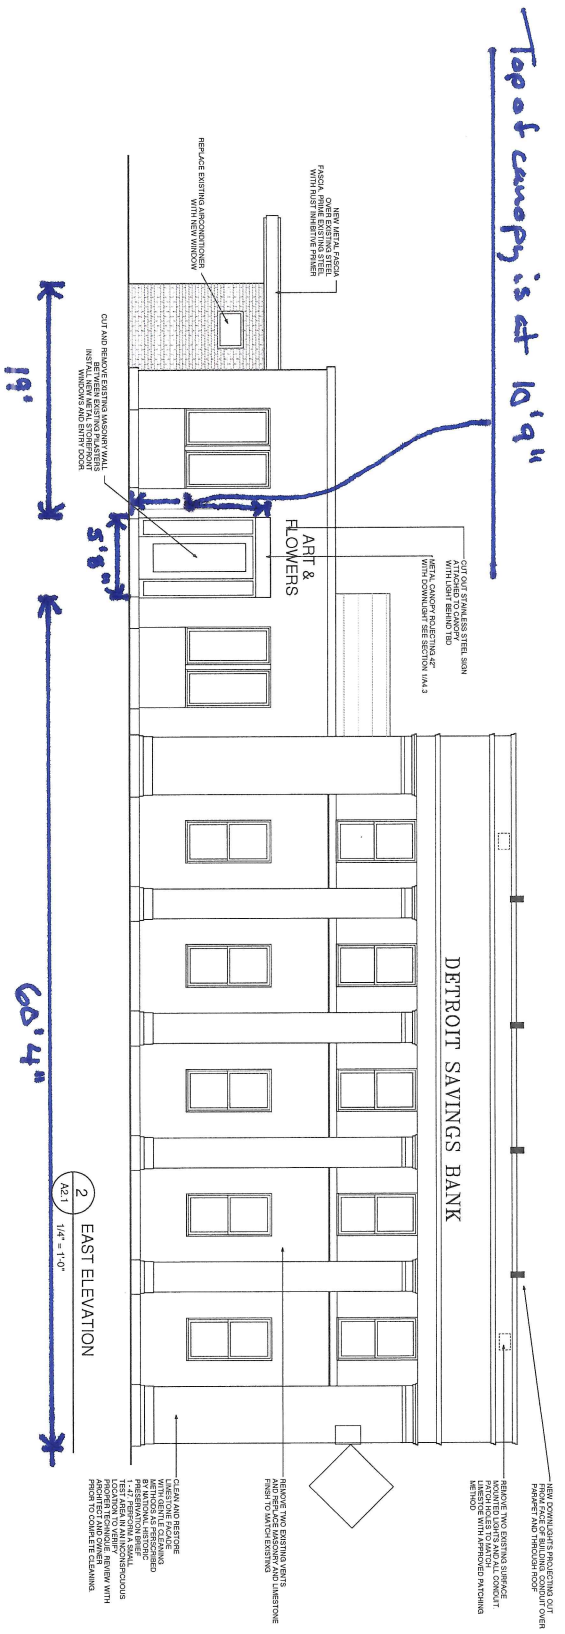 Top of canopy is at 10'9"
NEW METAL FASCIA
OVER EXISTING STEEL
FASCIA. PRIME EXISTING STEEL
WITH RUST INHIBITIVE PRIMER
REPLACE EXISTING AIRCONDITIONER
WITH NEW WINDOW
CUT AND REMOVE EXISTING MASONRY WALL
BETWEEN EXISTING PILASTERS
INSTALL NEW METAL STOREFRONT
WINDOWS AND ENTRY DOOR
19'
5'8"
60'4"
ART &
FLOWERS
CUT OUT STAINLESS STEEL SIGN
ATTACHED TO CANOPY
WITH LIGHT BEHIND TBD
METAL CANOPY ROJECTING 42"
WITH DOWNLIGHT SEE SECTION 1/A4.3
DETROIT SAVINGS BANK
NEW DOWNLIGHTS PROJECTING OUT
FROM FACE OF BUILDING. CONDUIT OVER
PARAPET AND THROUGH ROOF
REMOVE TWO EXISTING SURFACE
MOUNTED LIGHTS AND ALL CONDUIT.
PATCH HOLES TO MATCH
LIMESTOE WITH APPROVED PATCHING
METHOD
REMOVE TWO EXISTING VENTS
AND REPLACE MASONRY AND LIMESTONE
FINSH TO MATCH EXISTING
CLEAN AND RESTORE
LIMESTONE FACADE
WITH GENTLE CLEANING
METHODS AS PERSCRIBED
BY NATIONAL HISTORIC
PRESERVATION BRIEF
1 - 47. PERFORM A SMALL
TEST AREA IN AN INCONSPICUOUS
LOCATION TO VERIFY
PROPER TECHNIQUE. REVIEW WITH
ARCHITECT AND OWNER
PRIOR TO COMPLETE CLEANING.
2
A2.1
EAST ELEVATION
1/4" = 1'-0"